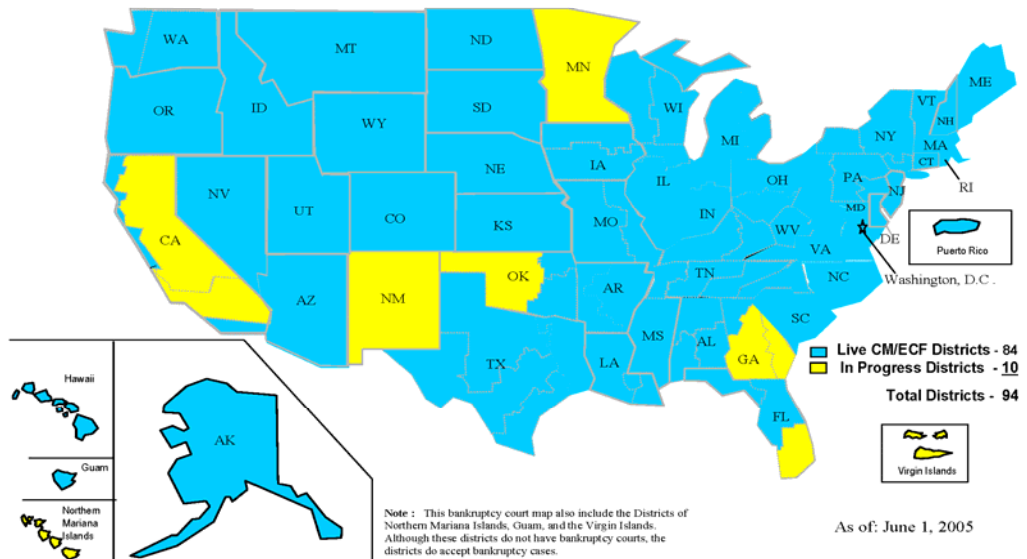 WA
MT
ND
MN
ME
VT
NH
OR
ID
SD
WI
NY
MA
WY
MI
CT
RI
IA
NE
PA
NJ
NV
IL
OH
UT
CO
IN
MD
MO
WV
DE
KS
VA
Puerto Rico
CA
Washington, D.C .
OK
TN
NC
AZ
NM
AR
SC
MS
AL
GA
TX
LA
FL
Live CM/ECF Districts - 84
In Progress Districts - 10
Total Districts - 94
Virgin Islands
Hawaii
AK
Guam
Northern
Mariana
Islands
Note : This bankruptcy court map also include the Districts of
Northern Mariana Islands, Guam, and the Virgin Islands.
Although these districts do not have bankruptcy courts, the
districts do accept bankruptcy cases.
As of: June 1, 2005